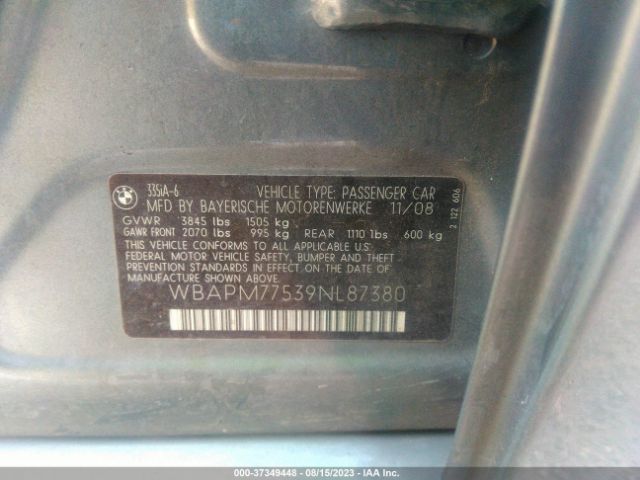 335iA-6 VEHICLE TYPE: PASSENGER CAR
MFD BY BAYERISCHE MOTORENWERKE 11/08
GVWR 3845 lbs 1505 kg
GAWR FRONT 2070 lbs 995 kg REAR 1110 lbs 600 kg
THIS VEHICLE CONFORMS TO ALL APPLICABLE U.S.
FEDERAL MOTOR VEHICLE SAFETY, BUMPER AND THEFT
PREVENTION STANDARDS IN EFFECT ON THE DATE OF
MANUFACTURE SHOWN ABOVE.
WBAPM77539NL87380
2 122 606
000-37349448 - 08/15/2023 - IAA Inc.